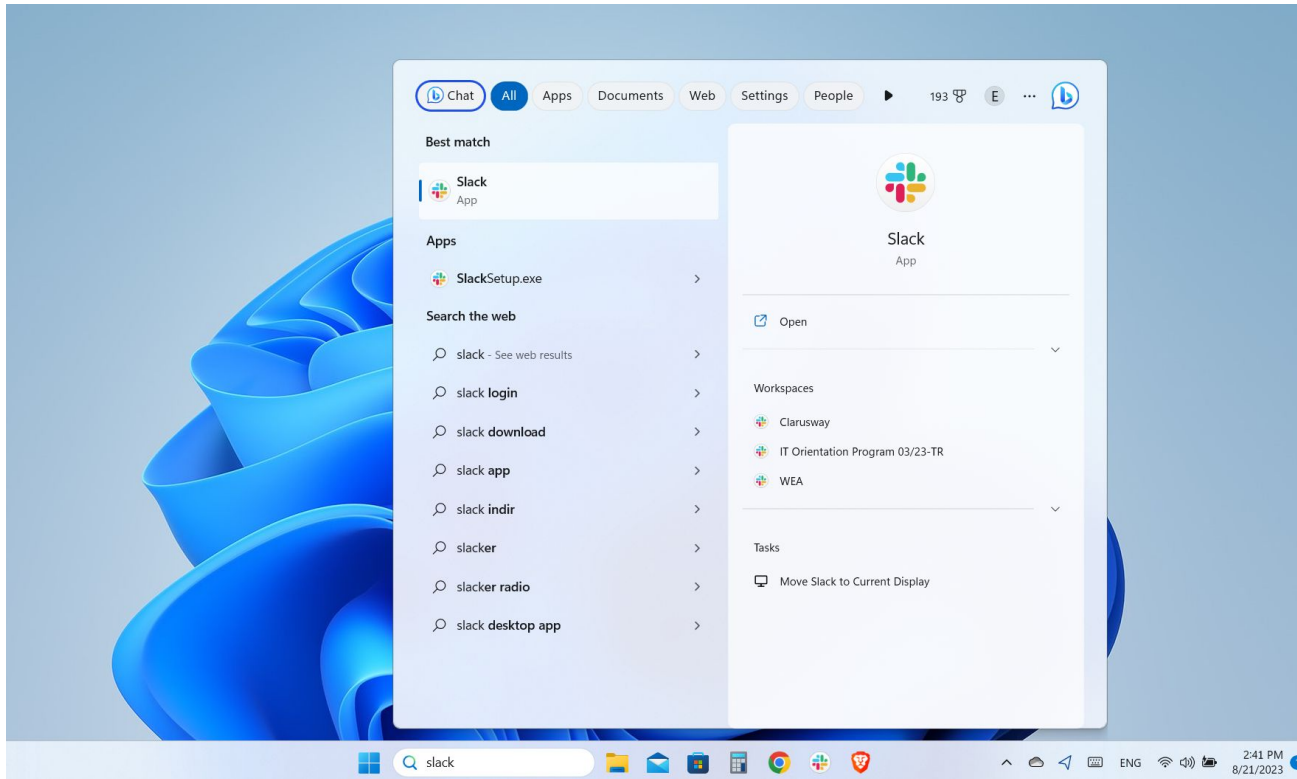 Chat All Apps Documents Web Settings People 193 E ...
Best match
Slack
App
Apps
SlackSetup.exe
Search the web
slack - See web results
slack login
slack download
slack app
slack indir
slacker
slacker radio
slack desktop app
Slack
App
Open
Workspaces
Clarusway
IT Orientation Program 03/23-TR
WEA
Tasks
Move Slack to Current Display
slack
ENG
2:41 PM
8/21/2023